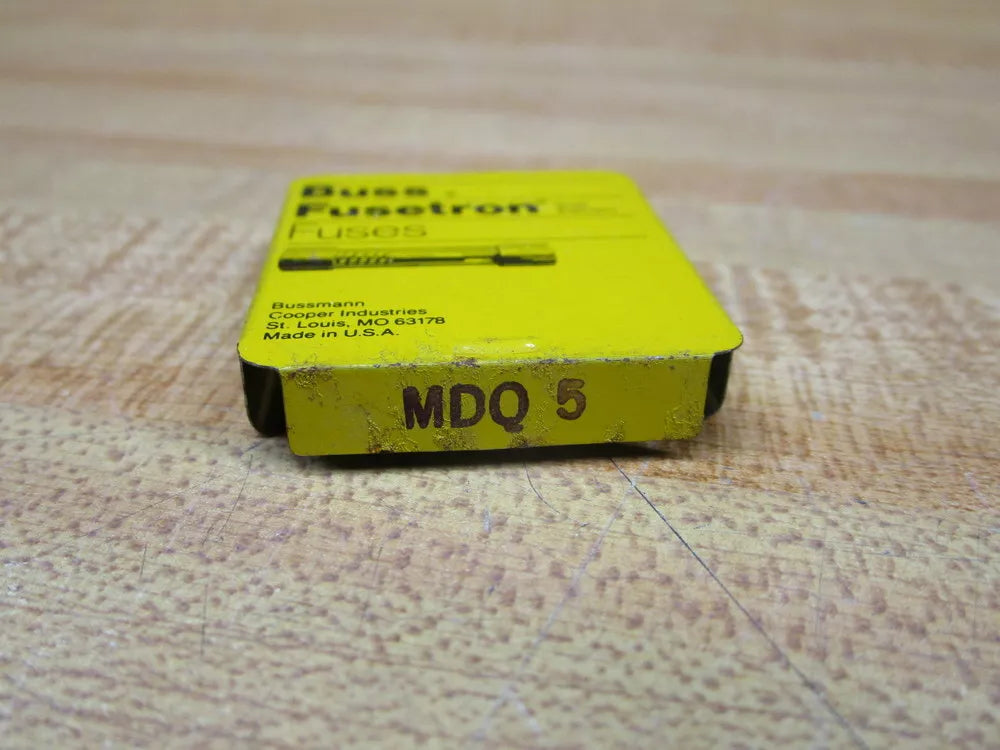 Buss
Fusetron
Fuses
Bussmann
Cooper Industries
St. Louis, MO 63178
Made in U.S.A.
MDQ 5